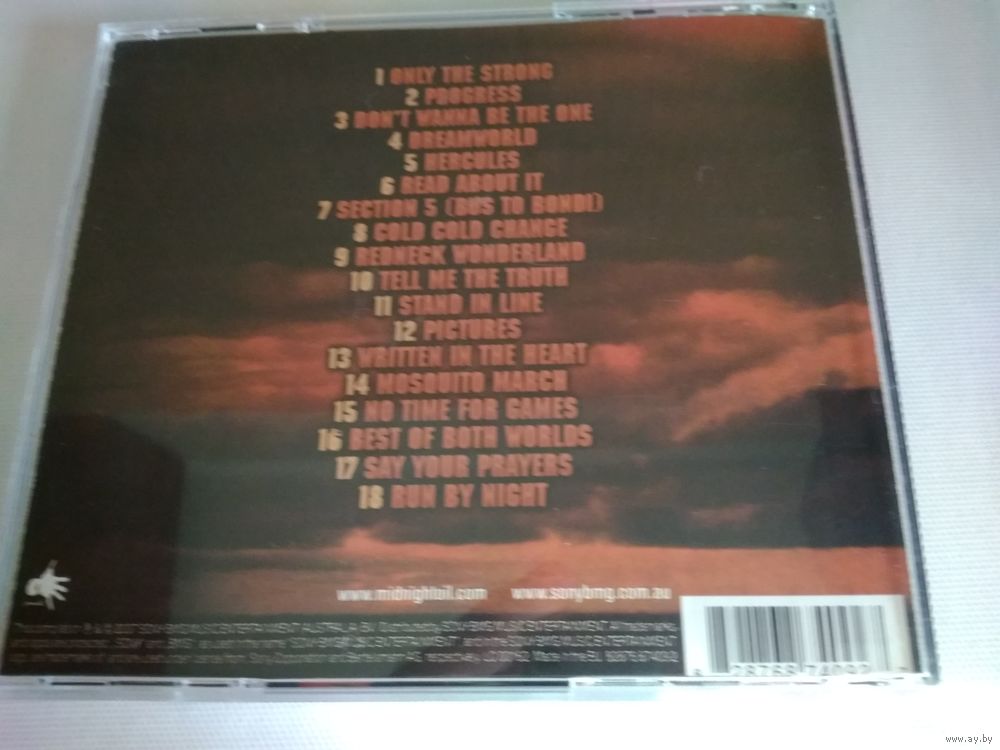 1 ONLY THE STRONG
2 PROGRESS
3 DON'T WANNA BE THE ONE
4 DREAMWORLD
5 HERCULES
6 READ ABOUT IT
7 SECTION 5 (BUS TO BONDI)
8 COLD COLD CHANGE
9 REDNECK WONDERLAND
10 TELL ME THE TRUTH
11 STAND IN LINE
12 PICTURES
13 WRITTEN IN THE HEART
14 MOSQUITO MARCH
15 NO TIME FOR GAMES
16 BEST OF BOTH WORLDS
17 SAY YOUR PRAYERS
18 RUN BY NIGHT
www.midnightoil.com www.sonybmg.com.au
www.ay.by